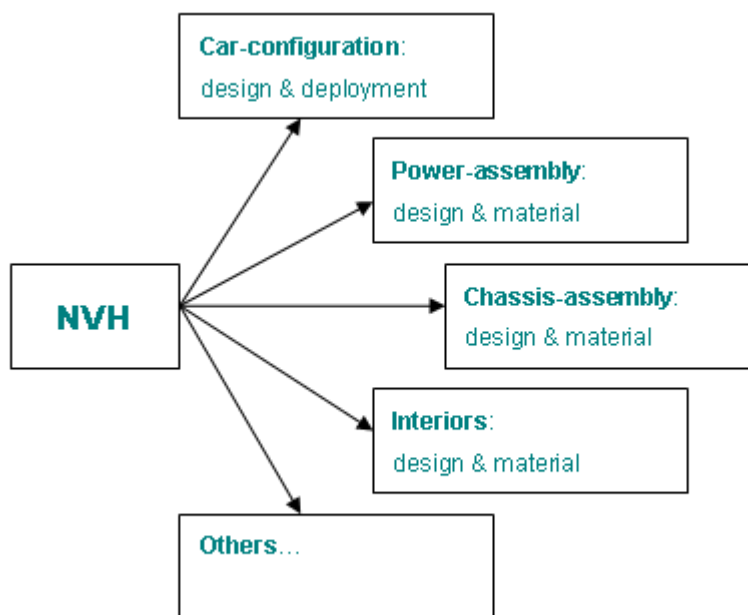 Car-configuration:
design & deployment
Power-assembly:
design & material
NVH
Chassis-assembly:
design & material
Interiors:
design & material
Others...